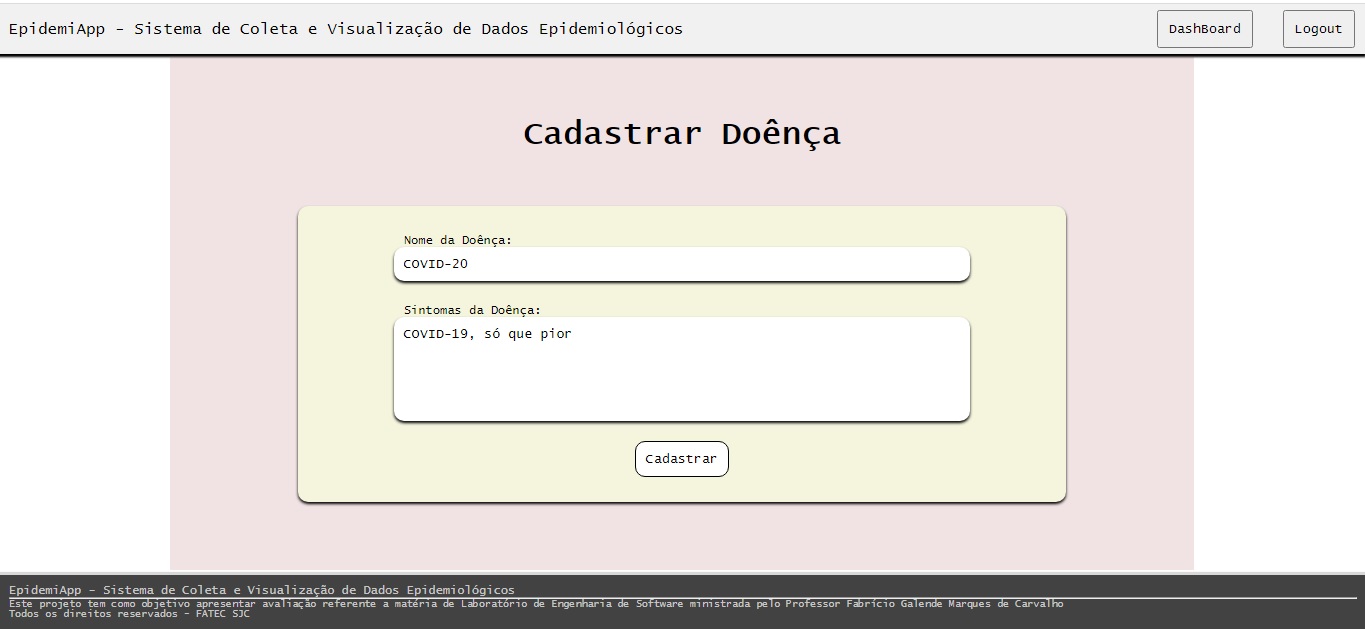 EpidemiApp - Sistema de Coleta e Visualização de Dados Epidemiológicos
DashBoard
Logout
Cadastrar Doênça
Nome da Doênça:
COVID-20
Sintomas da Doênça:
COVID-19, só que pior
Cadastrar
EpidemiApp - Sistema de Coleta e Visualização de Dados Epidemiológicos
Este projeto tem como objetivo apresentar avaliação referente a matéria de Laboratório de Engenharia de Software ministrada pelo Professor Fabrício Galende Marques de Carvalho
Todos os direitos reservados - FATEC SJC